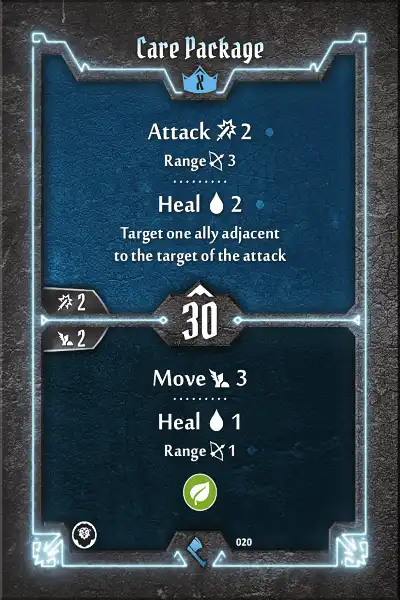 Care Package
X
Attack 2
Range 3
Heal 2
Target one ally adjacent
to the target of the attack
2
30
2
Move 3
Heal 1
Range 1
020